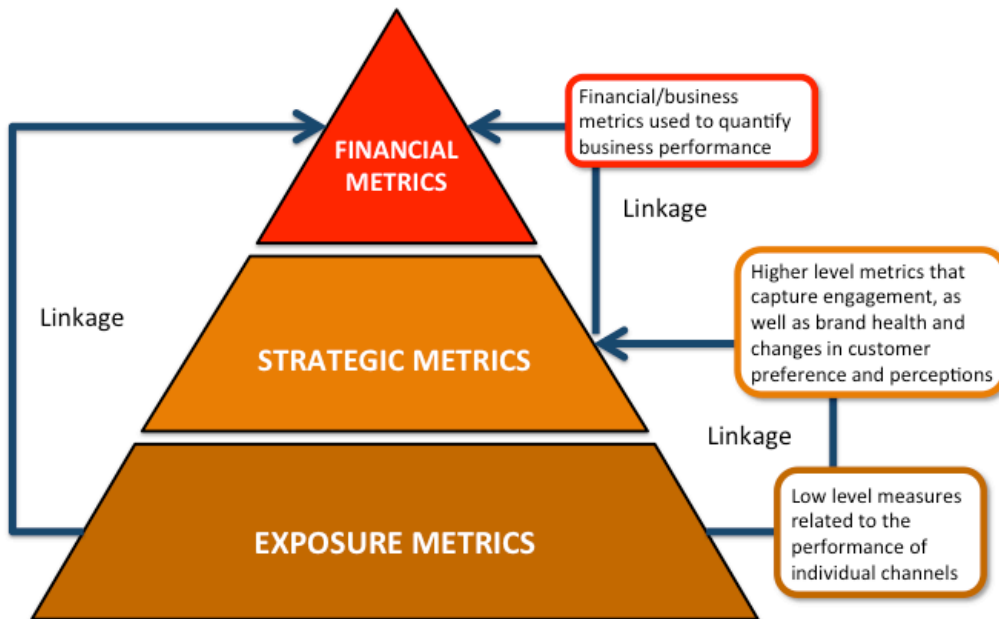 FINANCIAL
METRICS
Financial/business
metrics used to quantify
business performance
Linkage
Linkage
STRATEGIC METRICS
Higher level metrics that
capture engagement, as
well as brand health and
changes in customer
preference and perceptions
Linkage
EXPOSURE METRICS
Low level measures
related to the
performance of
individual channels